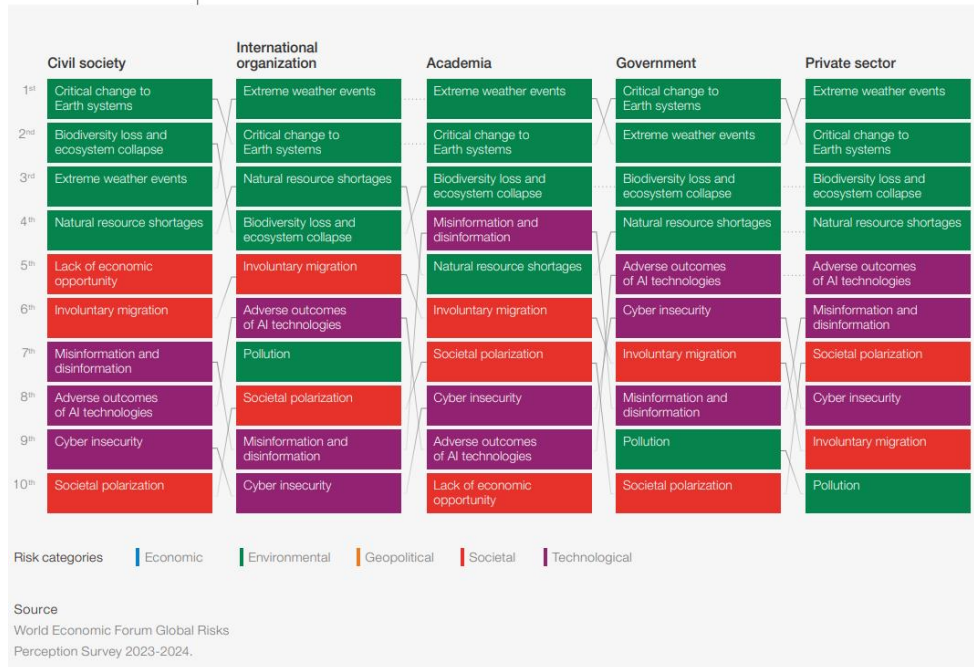 Civil society
International
organization
Academia
Government
Private sector
1st
Critical change to
Earth systems
Extreme weather events
Extreme weather events
Critical change to
Earth systems
Extreme weather events
2nd
Biodiversity loss and
ecosystem collapse
Critical change to
Earth systems
Critical change to
Earth systems
Extreme weather events
Critical change to
Earth systems
3rd
Extreme weather events
Natural resource shortages
Biodiversity loss and
ecosystem collapse
Biodiversity loss and
ecosystem collapse
Biodiversity loss and
ecosystem collapse
4th
Natural resource shortages
Biodiversity loss and
ecosystem collapse
Misinformation and
disinformation
Natural resource shortages
Natural resource shortages
5th
Lack of economic
opportunity
Involuntary migration
Natural resource shortages
Adverse outcomes
of AI technologies
Adverse outcomes
of AI technologies
6th
Involuntary migration
Adverse outcomes
of AI technologies
Involuntary migration
Cyber insecurity
Misinformation and
disinformation
7th
Misinformation and
disinformation
Pollution
Societal polarization
Involuntary migration
Societal polarization
8th
Adverse outcomes
of AI technologies
Societal polarization
Cyber insecurity
Misinformation and
disinformation
Cyber insecurity
9th
Cyber insecurity
Misinformation and
disinformation
Adverse outcomes
of AI technologies
Pollution
Involuntary migration
10th
Societal polarization
Cyber insecurity
Lack of economic
opportunity
Societal polarization
Pollution
Risk categories
Economic
Environmental
Geopolitical
Societal
Technological
Source
World Economic Forum Global Risks
Perception Survey 2023-2024.